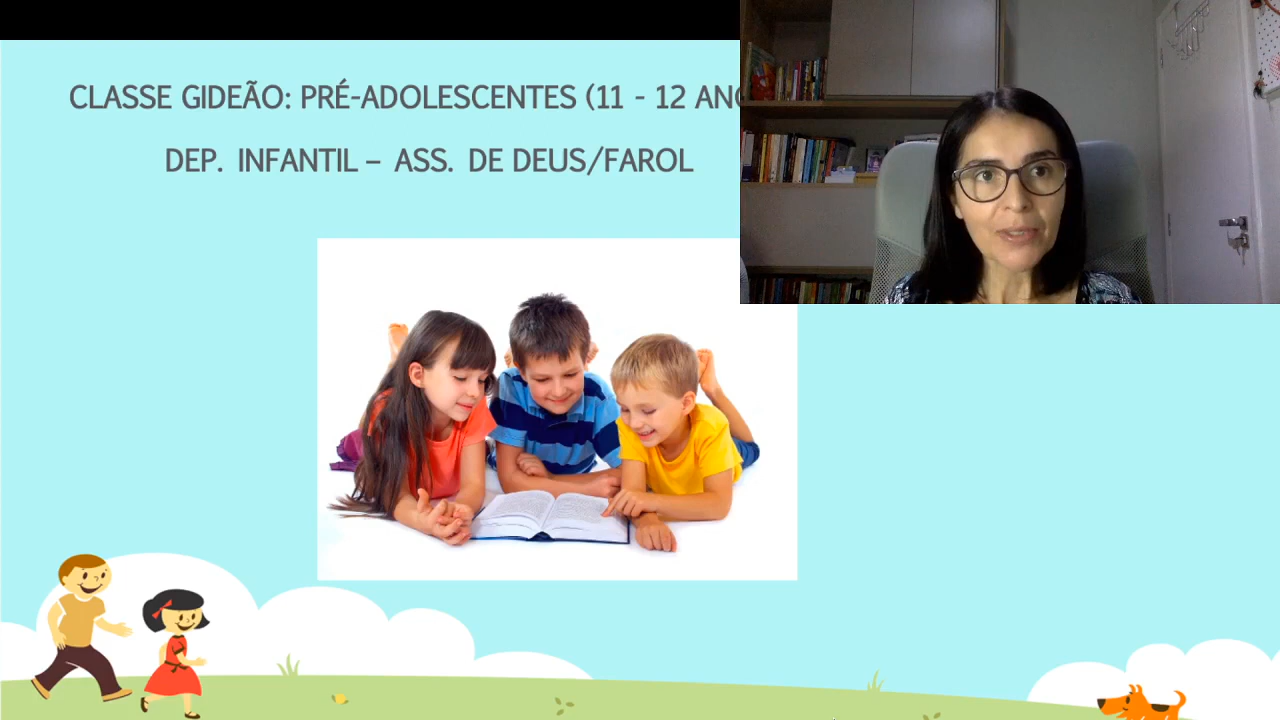 CLASSE GIDEÃO: PRÉ-ADOLESCENTES (11 - 12
DEP. INFANTIL – ASS. DE DEUS/FAROL